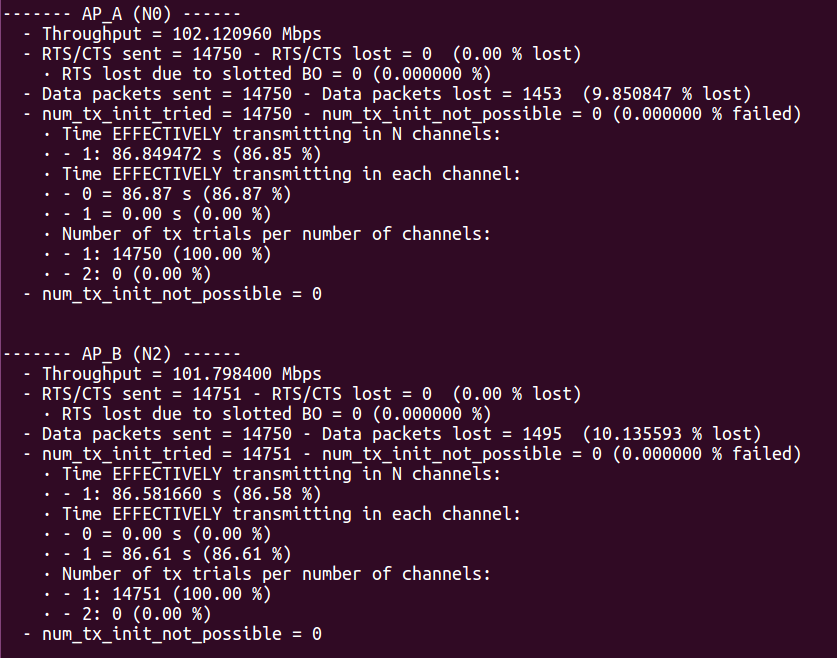 ------- AP_A (N0) ------
- Throughput = 102.120960 Mbps
- RTS/CTS sent = 14750 - RTS/CTS lost = 0  (0.00 % lost)
· RTS lost due to slotted BO = 0 (0.000000 %)
- Data packets sent = 14750 - Data packets lost = 1453  (9.850847 % lost)
- num_tx_init_tried = 14750 - num_tx_init_not_possible = 0 (0.000000 % failed)
· Time EFFECTIVELY transmitting in N channels:
· - 1: 86.849472 s (86.85 %)
· Time EFFECTIVELY transmitting in each channel:
· - 0 = 86.87 s (86.87 %)
· - 1 = 0.00 s (0.00 %)
· Number of tx trials per number of channels:
· - 1: 14750 (100.00 %)
· - 2: 0 (0.00 %)
- num_tx_init_not_possible = 0
------- AP_B (N2) ------
- Throughput = 101.798400 Mbps
- RTS/CTS sent = 14751 - RTS/CTS lost = 0  (0.00 % lost)
· RTS lost due to slotted BO = 0 (0.000000 %)
- Data packets sent = 14750 - Data packets lost = 1495  (10.135593 % lost)
- num_tx_init_tried = 14751 - num_tx_init_not_possible = 0 (0.000000 % failed)
· Time EFFECTIVELY transmitting in N channels:
· - 1: 86.581660 s (86.58 %)
· Time EFFECTIVELY transmitting in each channel:
· - 0 = 0.00 s (0.00 %)
· - 1 = 86.61 s (86.61 %)
· Number of tx trials per number of channels:
· - 1: 14751 (100.00 %)
· - 2: 0 (0.00 %)
- num_tx_init_not_possible = 0